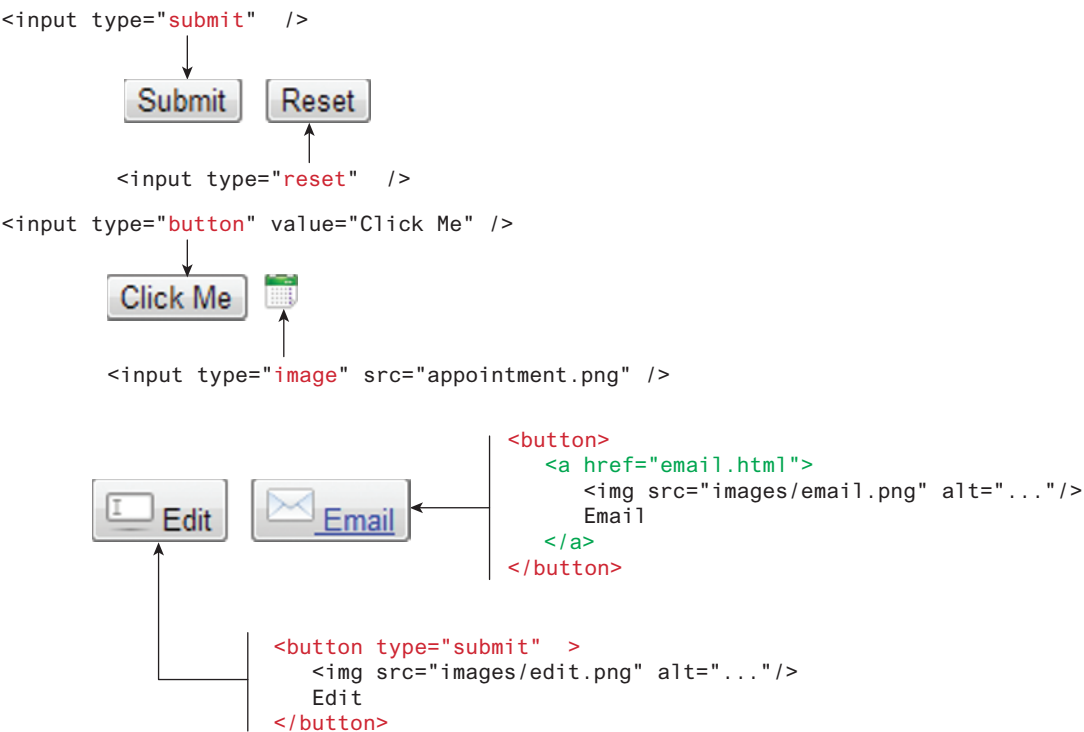 <input type="submit"  />
Submit Reset
<input type="reset"  />
<input type="button" value="Click Me" />
Click Me
<input type="image" src="appointment.png" />
<button>
<a href="email.html">
<img src="images/email.png" alt="..."/>
Email
</a>
</button>
Edit Email
<button type="submit"  >
<img src="images/edit.png" alt="..."/>
Edit
</button>